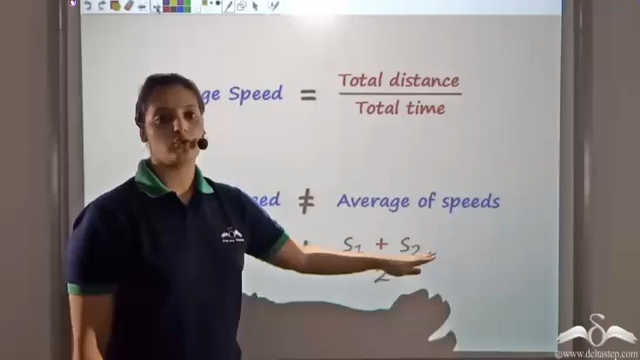 ge Speed = Total distance
Total time
eed ≠ Average of speeds
S₁ + S₂
2
©www.deltastep.com